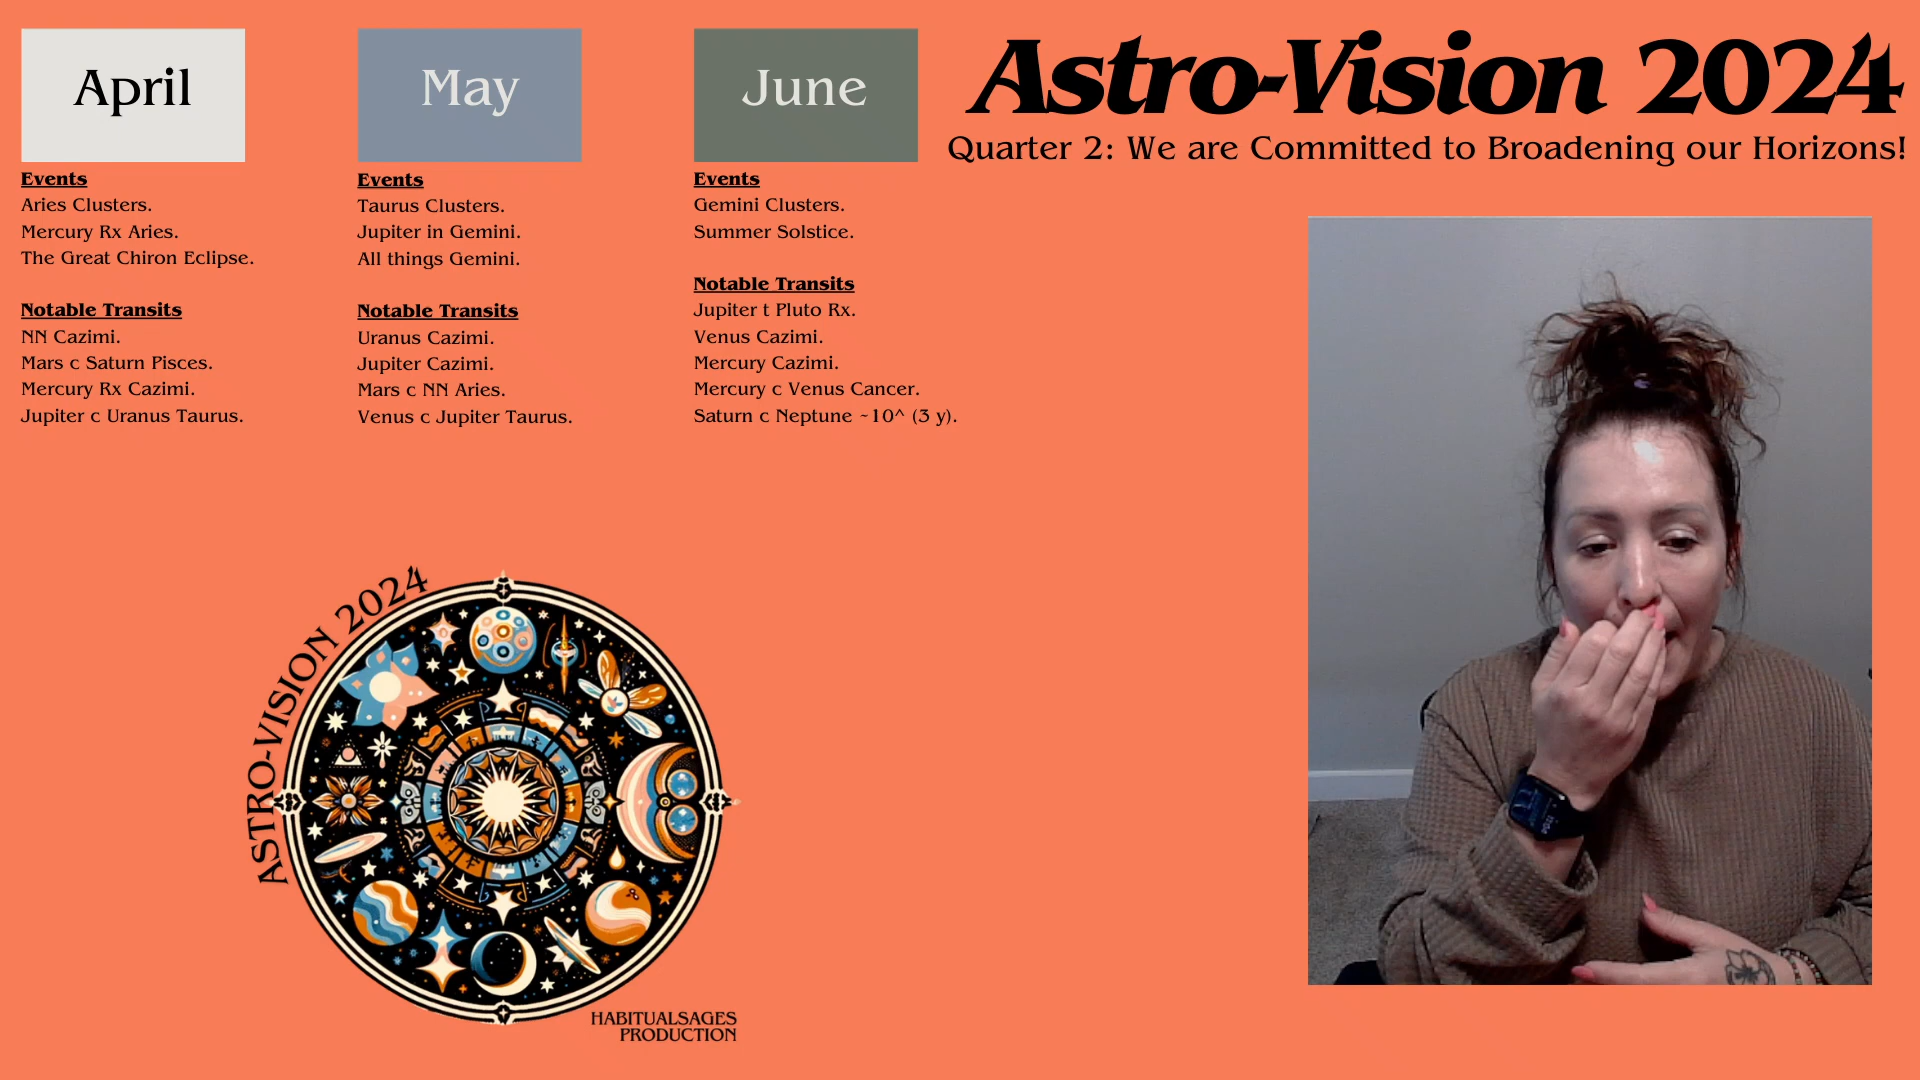 April
Events
Aries Clusters.
Mercury Rx Aries.
The Great Chiron Eclipse.
Notable Transits
NN Cazimi.
Mars c Saturn Pisces.
Mercury Rx Cazimi.
Jupiter c Uranus Taurus.
May
Events
Taurus Clusters.
Jupiter in Gemini.
All things Gemini.
Notable Transits
Uranus Cazimi.
Jupiter Cazimi.
Mars c NN Aries.
Venus c Jupiter Taurus.
June
Events
Gemini Clusters.
Summer Solstice.
Notable Transits
Jupiter t Pluto Rx.
Venus Cazimi.
Mercury Cazimi.
Mercury c Venus Cancer.
Saturn c Neptune ~10^ (3 y).
Astro-Vision 2024
Quarter 2: We are Committed to Broadening our Horizons!
ASTRO-VISION 2024
HABITUALSAGES
PRODUCTION